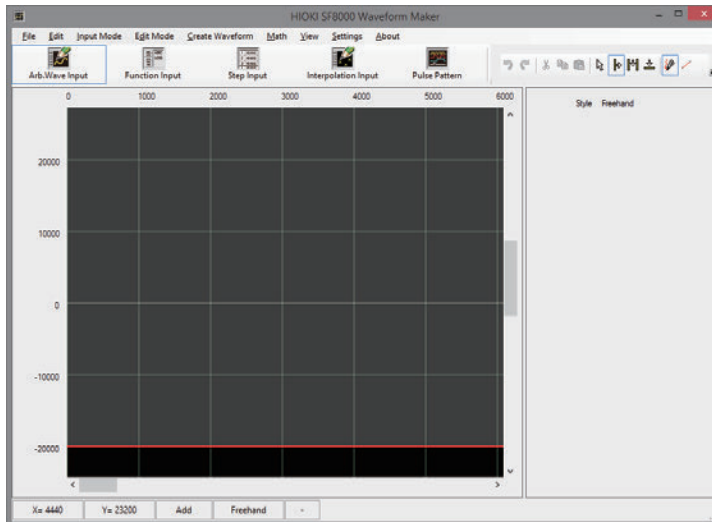 HIOKI SF8000 Waveform Maker
File Edit Input Mode Edit Mode Create Waveform Math View Settings About
Arb.Wave Input Function Input Step Input Interpolation Input Pulse Pattern
0 1000 2000 3000 4000 5000 6000
Style Freehand
20000
10000
0
-10000
-20000
X= 4440 Y= 23200 Add Freehand -